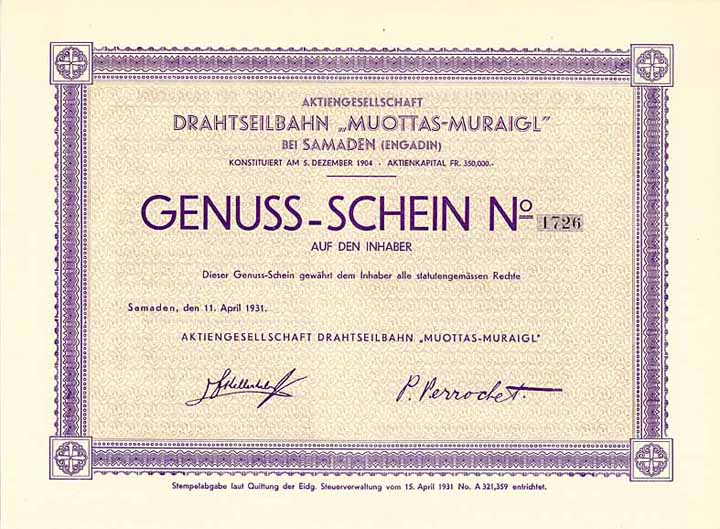 AKTIENGESELLSCHAFT
DRAHTSEILBAHN „MUOTTAS-MURAIGL"
BEI SAMADEN (ENGADIN)
KONSTITUIERT AM 5. DEZEMBER 1904 - AKTIENKAPITAL FR. 350,000.-
GENUSS-SCHEIN No 1726
AUF DEN INHABER
Dieser Genuss-Schein gewährt dem Inhaber alle statutengemässen Rechte
Samaden, den 11. April 1931.
AKTIENGESELLSCHAFT DRAHTSEILBAHN „MUOTTAS-MURAIGL"
P. Perrochet.
Stempelabgabe laut Quittung der Eidg. Steuerverwaltung vom 15. April 1931 No. A 321,359 entrichtet.